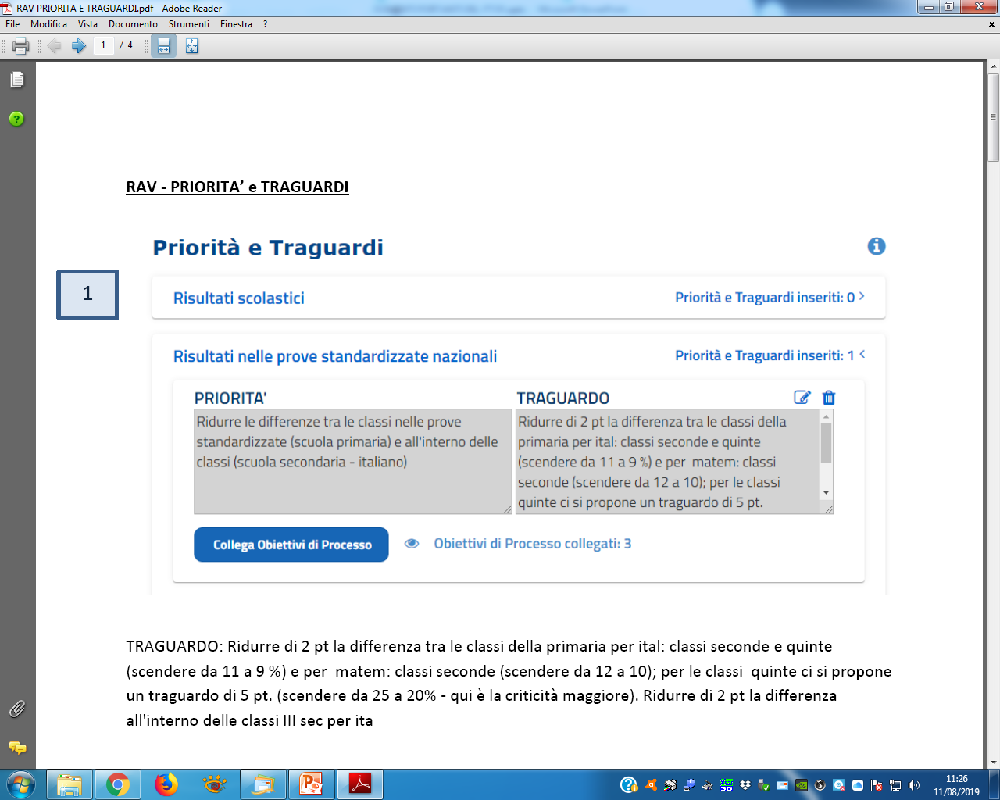 RAV PRIORITA E TRAGUARDI.pdf - Adobe Reader
File Modifica Vista Documento Strumenti Finestra ?
1 / 4
RAV - PRIORITA’ e TRAGUARDI
Priorità e Traguardi
1
Risultati scolastici Priorità e Traguardi inseriti: 0
Risultati nelle prove standardizzate nazionali Priorità e Traguardi inseriti: 1
PRIORITA' TRAGUARDO
Ridurre le differenze tra le classi nelle prove
standardizzate (scuola primaria) e all'interno delle
classi (scuola secondaria - italiano)
Ridurre di 2 pt la differenza tra le classi della
primaria per ital: classi seconde e quinte
(scendere da 11 a 9 %) e per matem: classi
seconde (scendere da 12 a 10); per le classi
quinte ci si propone un traguardo di 5 pt.
Collega Obiettivi di Processo Obiettivi di Processo collegati: 3
TRAGUARDO: Ridurre di 2 pt la differenza tra le classi della primaria per ital: classi seconde e quinte
(scendere da 11 a 9 %) e per matem: classi seconde (scendere da 12 a 10); per le classi quinte ci si propone
un traguardo di 5 pt. (scendere da 25 a 20% - qui è la criticità maggiore). Ridurre di 2 pt la differenza
all'interno delle classi III sec per ita
11:26
11/08/2019